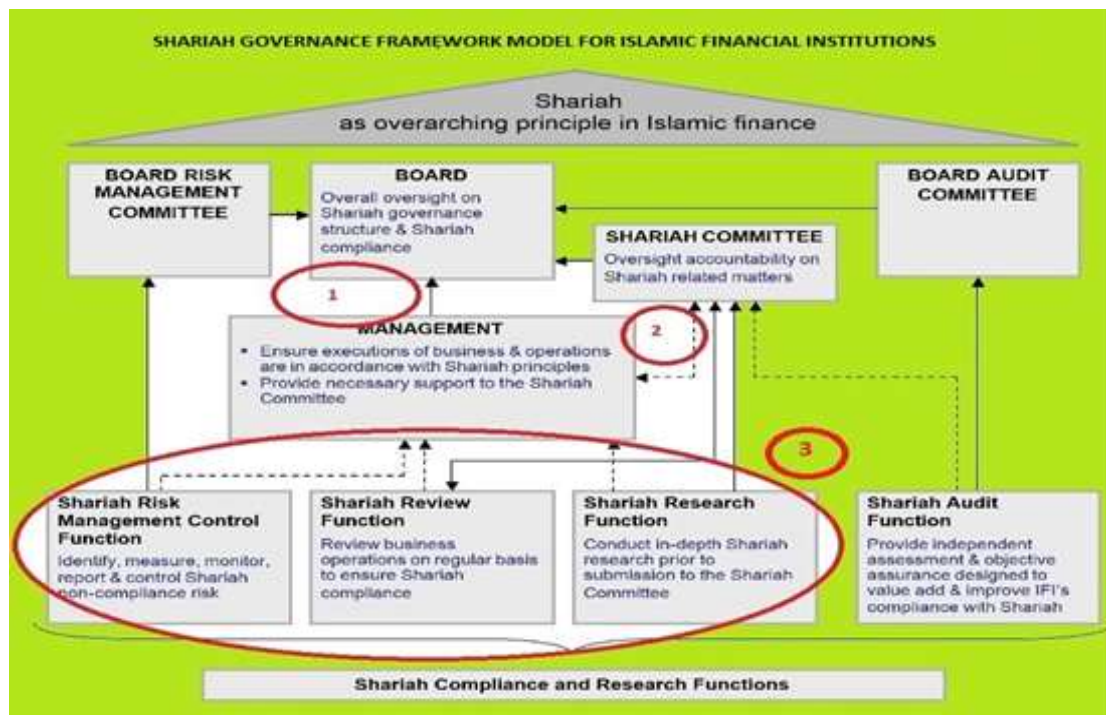 SHARIAH GOVERNANCE FRAMEWORK MODEL FOR ISLAMIC FINANCIAL INSTITUTIONS
Shariah
as overarching principle in Islamic finance
BOARD RISK
MANAGEMENT
COMMITTEE
BOARD
Overall oversight on
Shariah governance
structure & Shariah
compliance
BOARD AUDIT
COMMITTEE
SHARIAH COMMITTEE
Oversight accountability on
Shariah related matters
1
2
MANAGEMENT
▪ Ensure executions of business & operations
are in accordance with Shariah principles
▪ Provide necessary support to the Shariah
Committee
3
Shariah Risk
Management Control
Function
Identify, measure, monitor,
report & control Shariah
non-compliance risk
Shariah Review
Function
Review business
operations on regular basis
to ensure Shariah
compliance
Shariah Research
Function
Conduct in-depth Shariah
research prior to
submission to the Shariah
Committee
Shariah Audit
Function
Provide independent
assessment & objective
assurance designed to
value add & improve IFI's
compliance with Shariah
Shariah Compliance and Research Functions